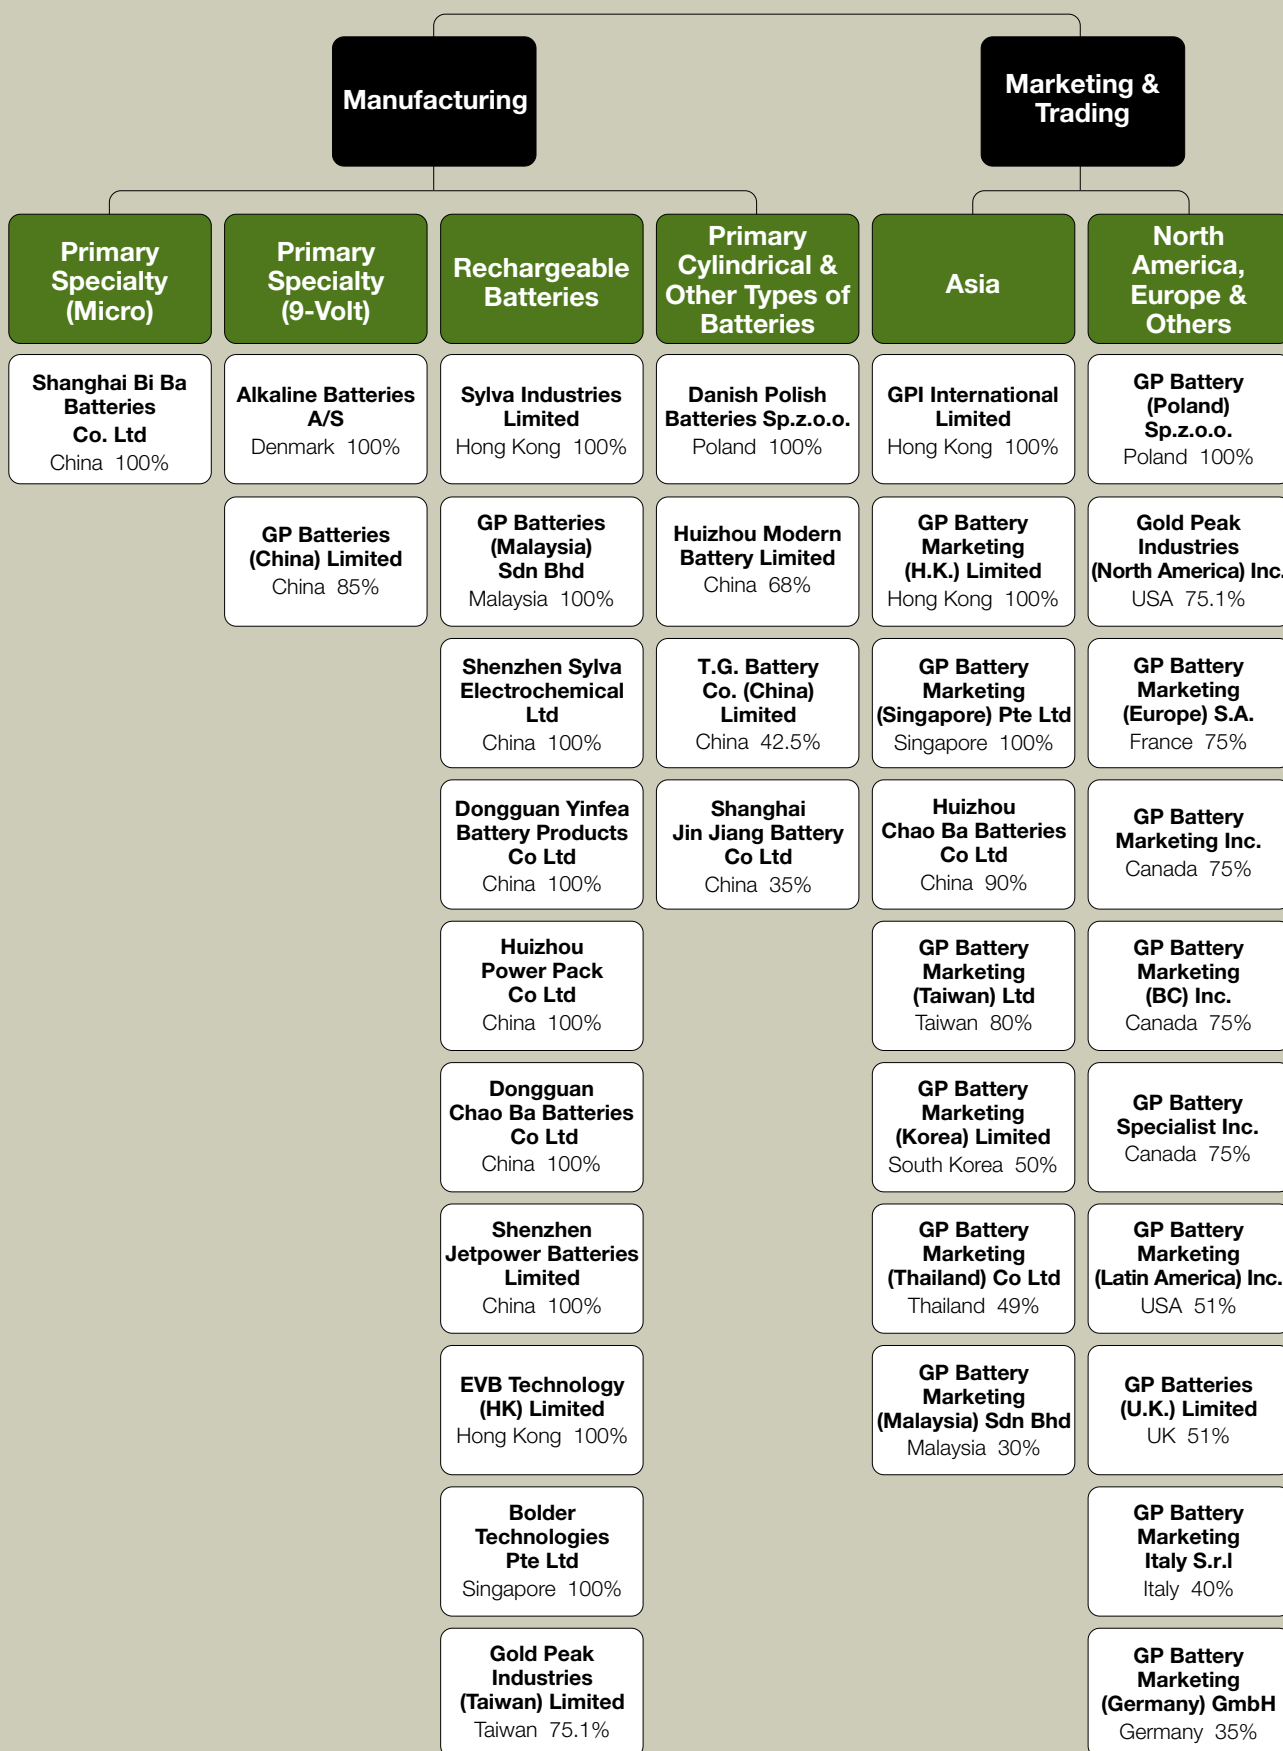 Manufacturing
Marketing &
Trading
Primary
Specialty
(Micro)
Shanghai Bi Ba
Batteries
Co. Ltd
China 100%
Primary
Specialty
(9-Volt)
Alkaline Batteries
A/S
Denmark 100%
GP Batteries
(China) Limited
China 85%
Rechargeable
Batteries
Sylva Industries
Limited
Hong Kong 100%
GP Batteries
(Malaysia)
Sdn Bhd
Malaysia 100%
Shenzhen Sylva
Electrochemical
Ltd
China 100%
Dongguan Yinfea
Battery Products
Co Ltd
China 100%
Huizhou
Power Pack
Co Ltd
China 100%
Dongguan
Chao Ba Batteries
Co Ltd
China 100%
Shenzhen
Jetpower Batteries
Limited
China 100%
EVB Technology
(HK) Limited
Hong Kong 100%
Bolder
Technologies
Pte Ltd
Singapore 100%
Gold Peak
Industries
(Taiwan) Limited
Taiwan 75.1%
Primary
Cylindrical &
Other Types of
Batteries
Danish Polish
Batteries Sp.z.o.o.
Poland 100%
Huizhou Modern
Battery Limited
China 68%
T.G. Battery
Co. (China)
Limited
China 42.5%
Shanghai
Jin Jiang Battery
Co Ltd
China 35%
Asia
GPI International
Limited
Hong Kong 100%
GP Battery
Marketing
(H.K.) Limited
Hong Kong 100%
GP Battery
Marketing
(Singapore) Pte Ltd
Singapore 100%
Huizhou
Chao Ba Batteries
Co Ltd
China 90%
GP Battery
Marketing
(Taiwan) Ltd
Taiwan 80%
GP Battery
Marketing
(Korea) Limited
South Korea 50%
GP Battery
Marketing
(Thailand) Co Ltd
Thailand 49%
GP Battery
Marketing
(Malaysia) Sdn Bhd
Malaysia 30%
North
America,
Europe &
Others
GP Battery
(Poland)
Sp.z.o.o.
Poland 100%
Gold Peak
Industries
(North America) Inc.
USA 75.1%
GP Battery
Marketing
(Europe) S.A.
France 75%
GP Battery
Marketing Inc.
Canada 75%
GP Battery
Marketing
(BC) Inc.
Canada 75%
GP Battery
Specialist Inc.
Canada 75%
GP Battery
Marketing
(Latin America) Inc.
USA 51%
GP Batteries
(U.K.) Limited
UK 51%
GP Battery
Marketing
Italy S.r.l
Italy 40%
GP Battery
Marketing
(Germany) GmbH
Germany 35%